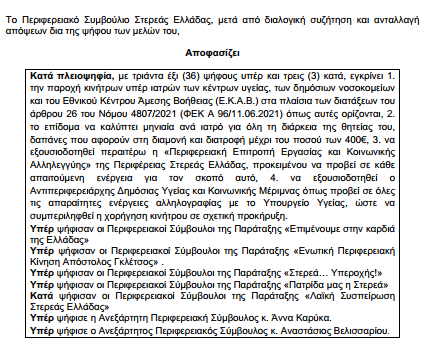 Το Περιφερειακό Συμβούλιο Στερεάς Ελλάδας, μετά από διαλογική συζήτηση και ανταλλαγή
απόψεων δια της ψήφου των μελών του,
Αποφασίζει
Κατά πλειοψηφία, με τριάντα έξι (36) ψήφους υπέρ και τρεις (3) κατά, εγκρίνει 1.
την παροχή κινήτρων υπέρ ιατρών των κέντρων υγείας, των δημόσιων νοσοκομείων
και του Εθνικού Κέντρου Άμεσης Βοήθειας (Ε.Κ.Α.Β.) στα πλαίσια των διατάξεων του
άρθρου 26 του Νόμου 4807/2021 (ΦΕΚ Α 96/11.06.2021) όπως αυτές ορίζονται, 2.
το επίδομα να καλύπτει μηνιαία ανά ιατρό για όλη τη διάρκεια της θητείας του,
δαπάνες που αφορούν στη διαμονή και διατροφή μέχρι του ποσού των 400€, 3. να
εξουσιοδοτηθεί περαιτέρω η «Περιφερειακή Επιτροπή Εργασίας και Κοινωνικής
Αλληλεγγύης» της Περιφέρειας Στερεάς Ελλάδας, προκειμένου να προβεί σε κάθε
απαιτούμενη ενέργεια για τον σκοπό αυτό, 4. να εξουσιοδοτηθεί ο
Αντιπεριφερειάρχης Δημόσιας Υγείας και Κοινωνικής Μέριμνας όπως προβεί σε όλες
τις απαραίτητες ενέργειες αλληλογραφίας με το Υπουργείο Υγείας, ώστε να
συμπεριληφθεί η χορήγηση κινήτρου σε σχετική προκήρυξη.
Υπέρ ψήφισαν οι Περιφερειακοί Σύμβουλοι της Παράταξης «Επιμένουμε στην καρδιά
της Ελλάδας»
Υπέρ ψήφισαν οι Περιφερειακοί Σύμβουλοι της Παράταξης «Ενωτική Περιφερειακή
Κίνηση Απόστολος Γκλέτσος» .
Υπέρ ψήφισαν οι Περιφερειακοί Σύμβουλοι της Παράταξης «Στερεά… Υπεροχής!»
Υπέρ ψήφισαν οι Περιφερειακοί Σύμβουλοι της Παράταξης «Πατρίδα μας η Στερεά»
Κατά ψήφισαν οι Περιφερειακοί Σύμβουλοι της Παράταξης «Λαϊκή Συσπείρωση
Στερεάς Ελλάδας»
Υπέρ ψήφισε η Ανεξάρτητη Περιφερειακή Σύμβουλος κ. Άννα Καρύκα.
Υπέρ ψήφισε ο Ανεξάρτητος Περιφερειακός Σύμβουλος κ. Αναστάσιος Βελισσαρίου.